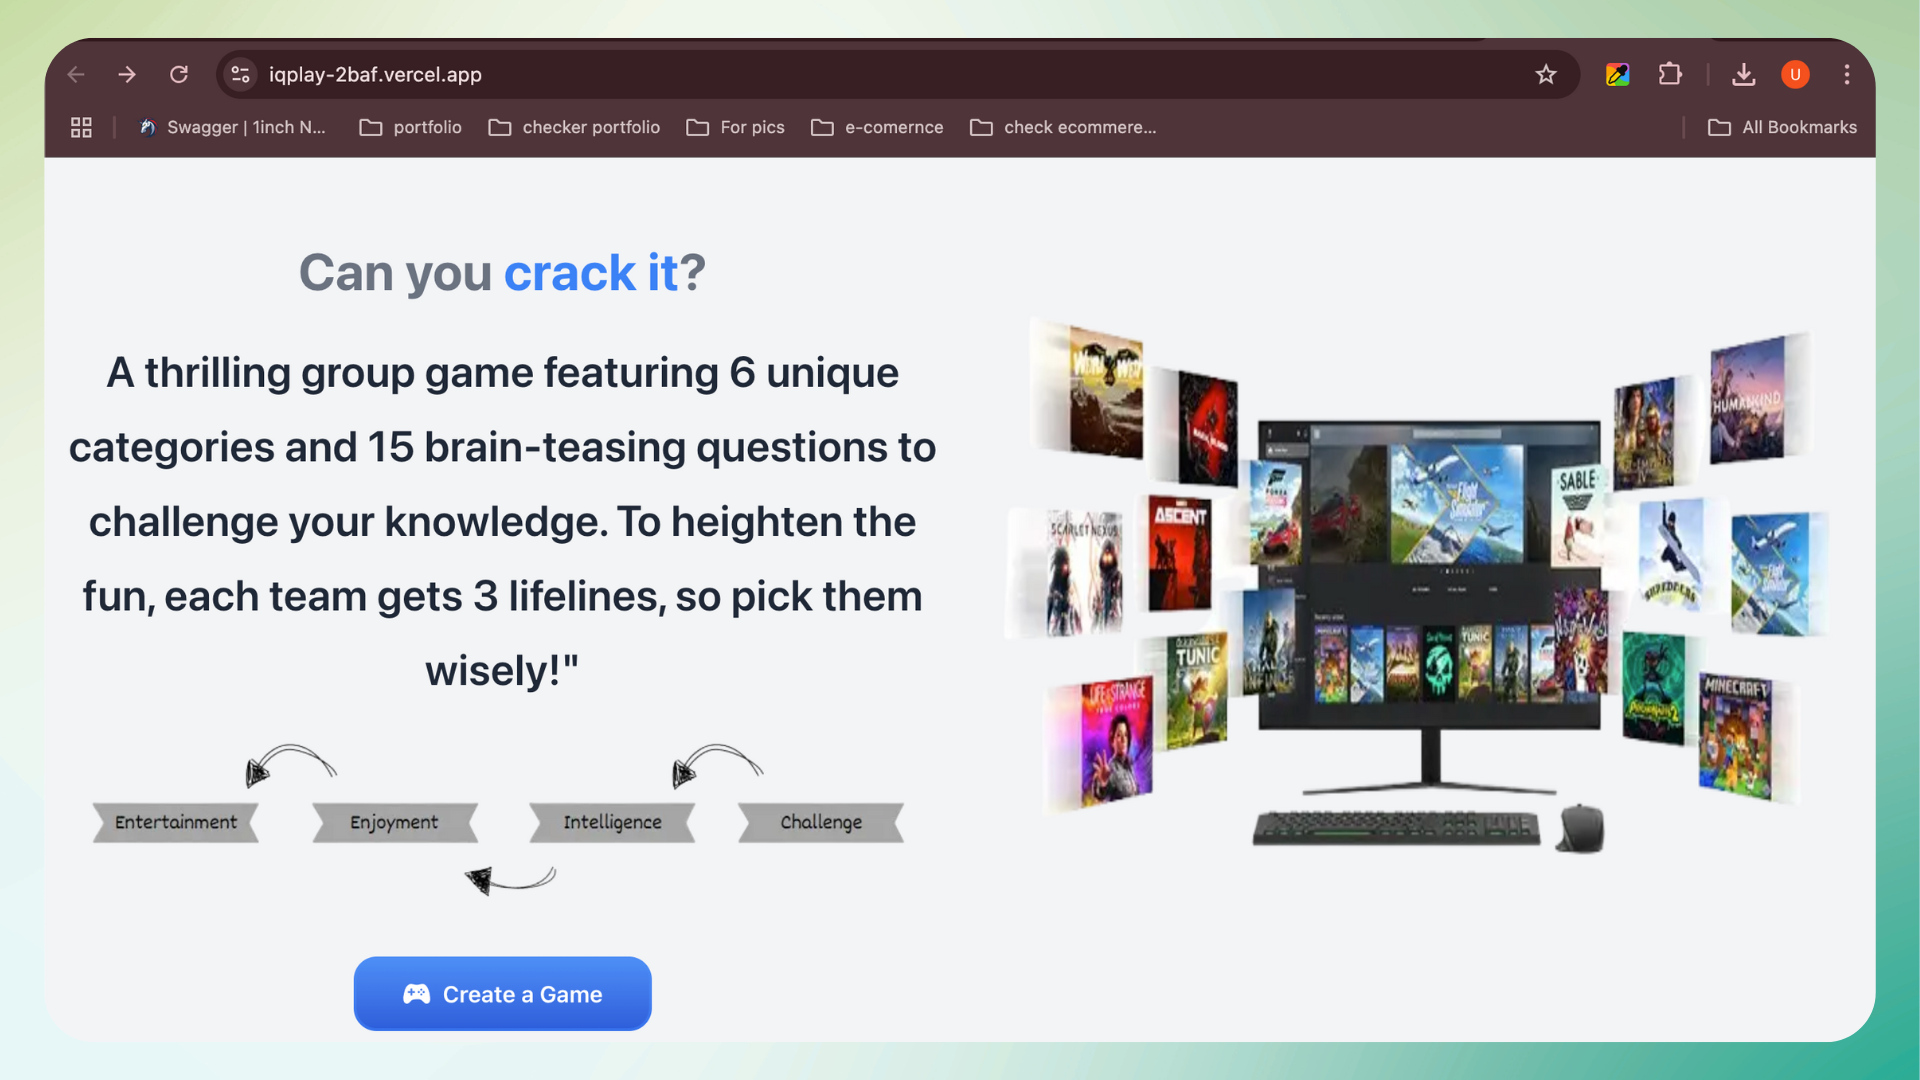 iqplay-2baf.vercel.app
U
Swagger | 1inch N...
portfolio
checker portfolio
For pics
e-comernce
check ecommere...
All Bookmarks
Can you crack it?
A thrilling group game featuring 6 unique
categories and 15 brain-teasing questions to
challenge your knowledge. To heighten the
fun, each team gets 3 lifelines, so pick them
wisely!"
Entertainment
Enjoyment
Intelligence
Challenge
Create a Game
HUMANKIND
SABLE
ASCENT
SCARLET NEXUS
Flight
Simulator
SHREDDERS
TUNIC
LIFE is STRANGE
TRUE COLORS
MINECRAFT